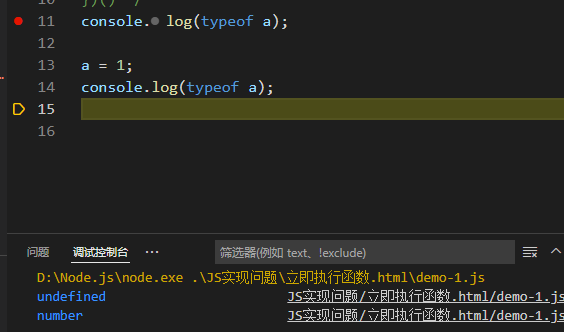 10 })() */
11 console. log(typeof a);
12
13 a = 1;
14 console.log(typeof a);
15
16
问题 调试控制台 ··· 筛选器(例如 text、!exclude)
D:\Node.js\node.exe .\JS实现问题\立即执行函数.html\demo-1.js
undefined JS实现问题/立即执行函数.html/demo-1.js
number JS实现问题/立即执行函数.html/demo-1.js